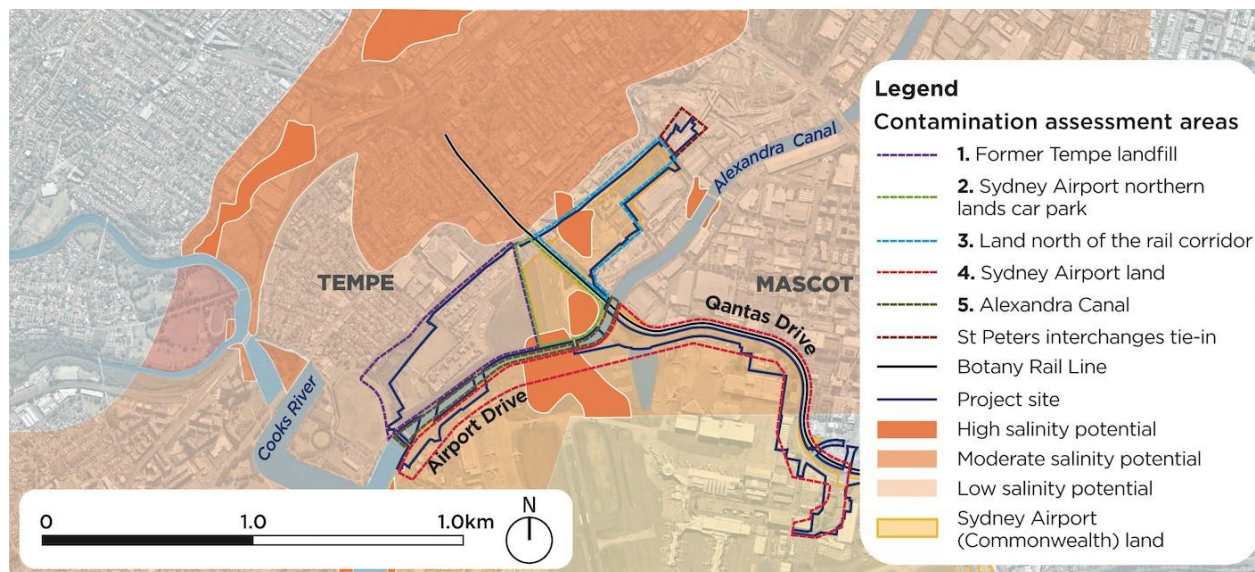 Legend
Contamination assessment areas
1. Former Tempe landfill
2. Sydney Airport northern
lands car park
3. Land north of the rail corridor
4. Sydney Airport land
5. Alexandra Canal
St Peters interchanges tie-in
Botany Rail Line
Project site
High salinity potential
Moderate salinity potential
Low salinity potential
Sydney Airport
(Commonwealth) land
Alexandra Canal
TEMPE
MASCOT
Qantas Drive
Airport Drive
Cooks River
0 1.0 1.0km
N